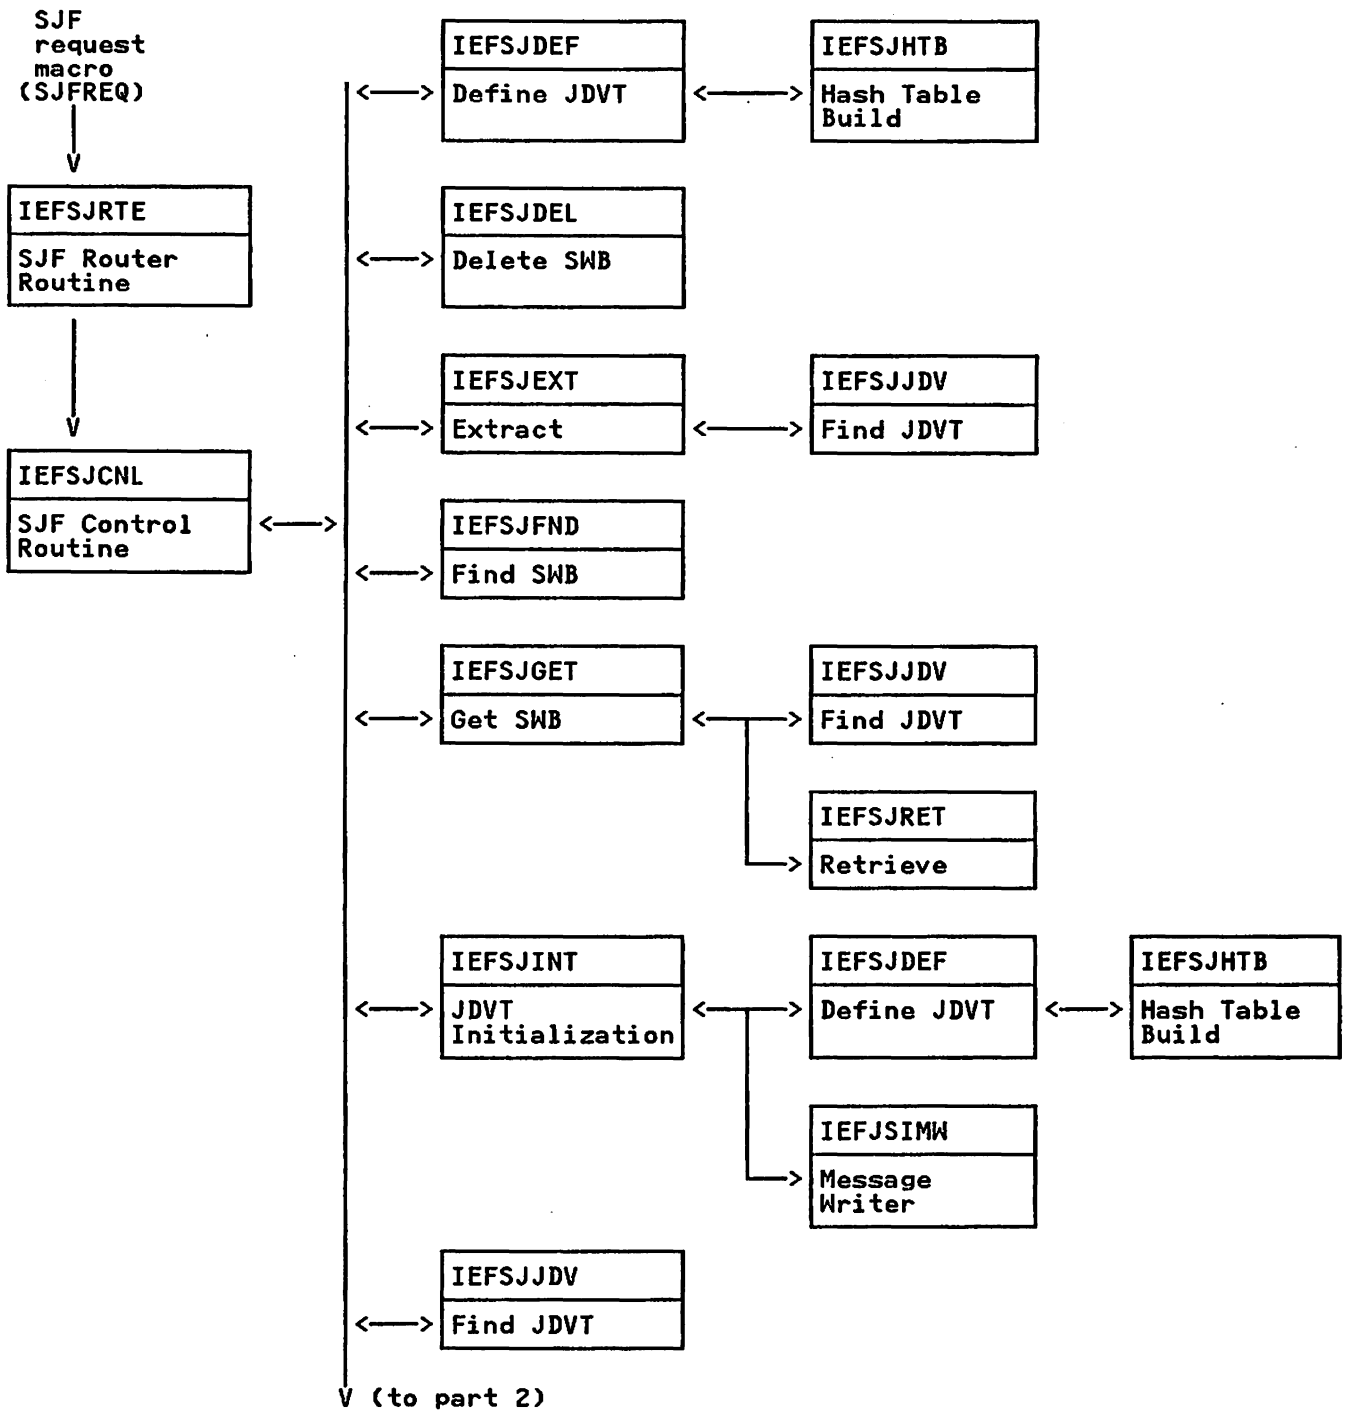 SJF
request
macro
(SJFREQ)
IEFSJRTE
SJF Router
Routine
IEFSJCNL
SJF Control
Routine
IEFSJDEF
Define JDVT
IEFSJHTB
Hash Table
Build
IEFSJDEL
Delete SWB
IEFSJEXT
Extract
IEFSJJDV
Find JDVT
IEFSJFND
Find SWB
IEFSJGET
Get SWB
IEFSJJDV
Find JDVT
IEFSJRET
Retrieve
IEFSJINT
JDVT
Initialization
IEFSJDEF
Define JDVT
IEFSJHTB
Hash Table
Build
IEFJSIMW
Message
Writer
IEFSJJDV
Find JDVT
V (to part 2)